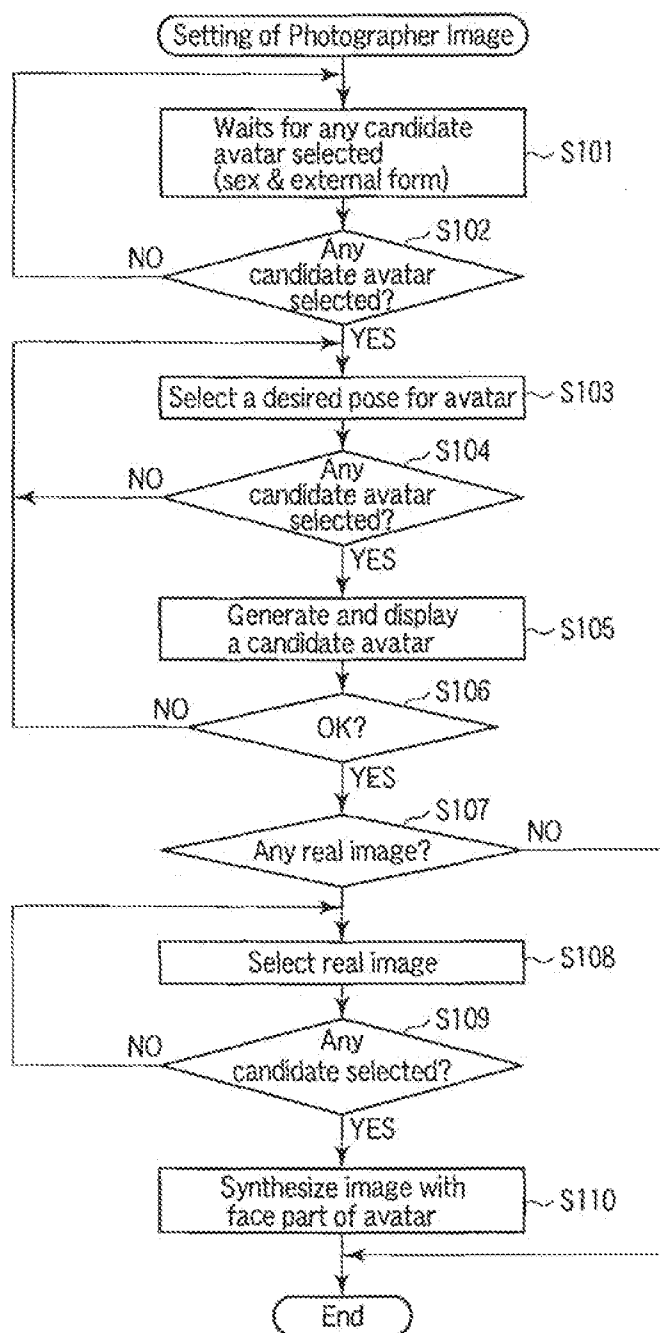 Setting of Photographer Image
Waits for any candidate
avatar selected
(sex & external form)
S101
S102
NO
Any
candidate avatar
selected?
YES
Select a desired pose for avatar
S103
S104
NO
Any
candidate avatar
selected?
YES
Generate and display
a candidate avatar
S105
S106
NO
OK?
YES
S107
NO
Any real image?
Select real image
S108
S109
NO
Any
candidate selected?
YES
Synthesize image with
face part of avatar
S110
End